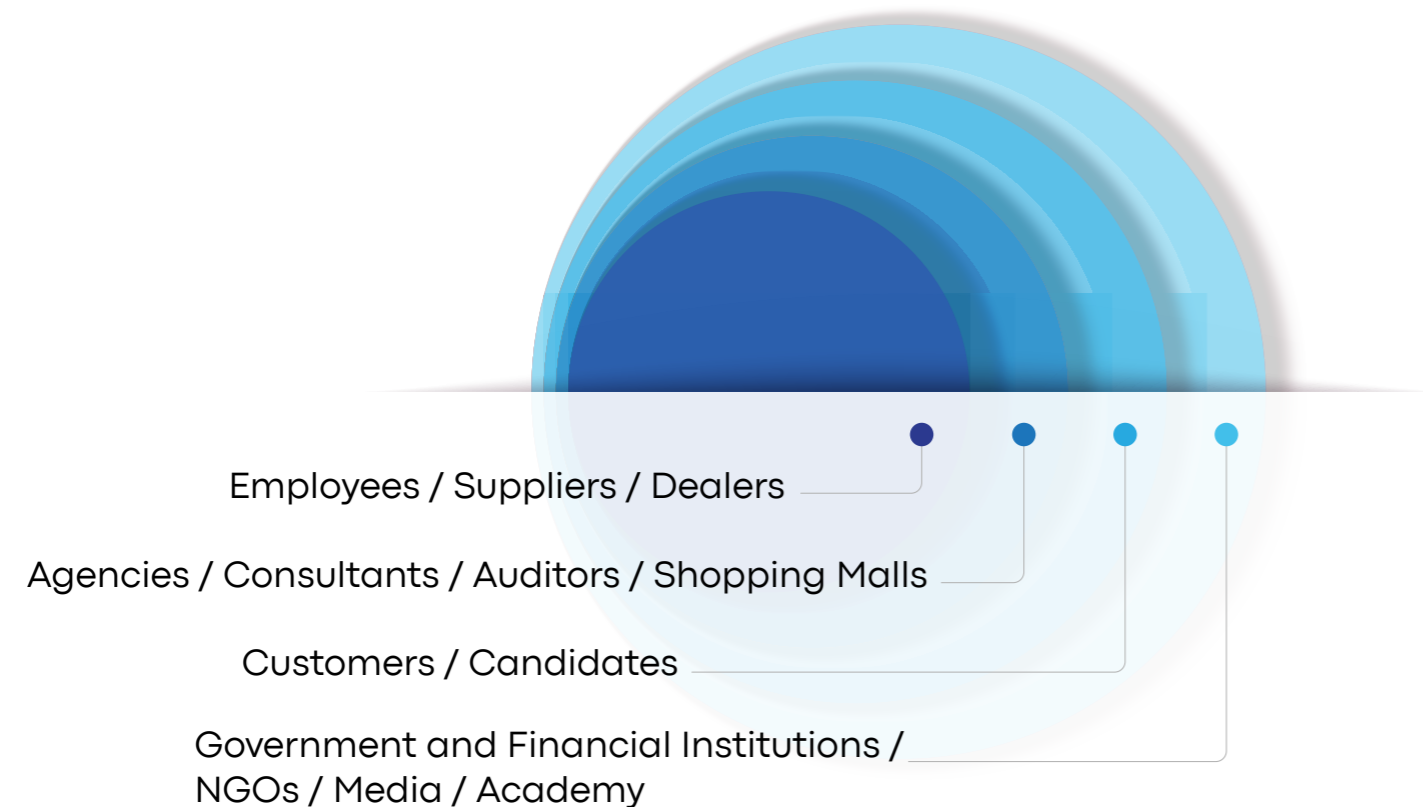 Employees / Suppliers / Dealers
Agencies / Consultants / Auditors / Shopping Malls
Customers / Candidates
Government and Financial Institutions /
NGOs / Media / Academy